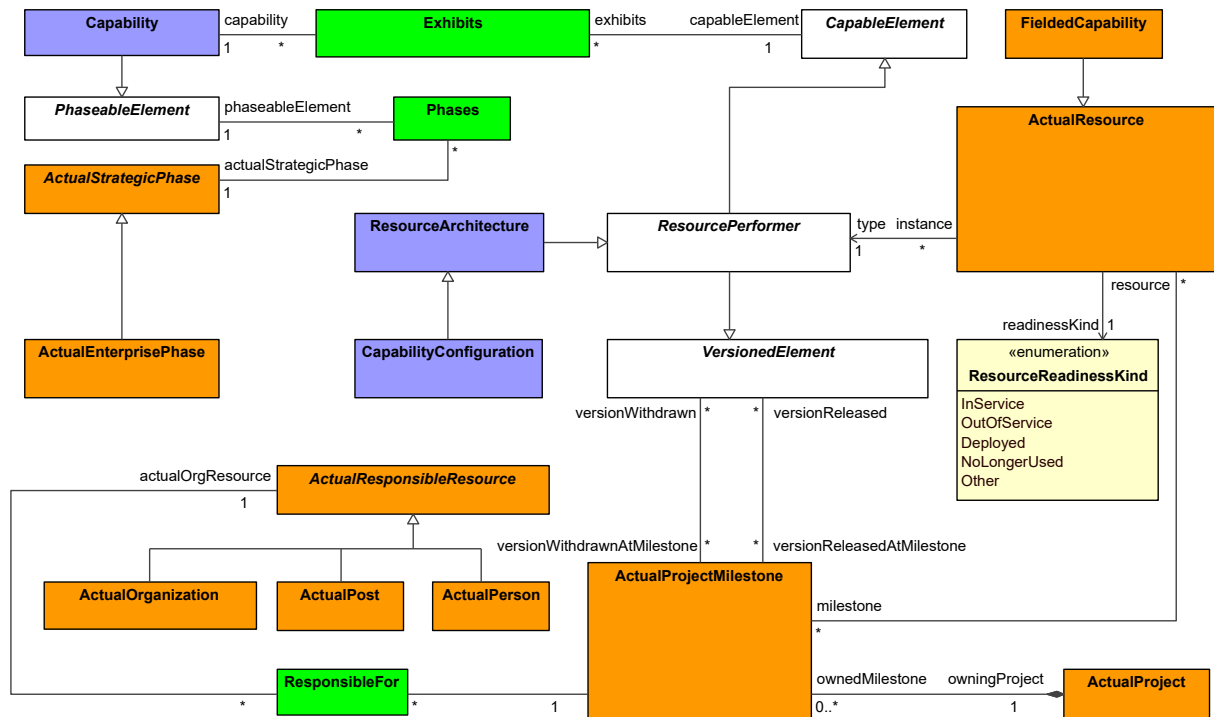 Capability
capability
1
*
Exhibits
exhibits
*
capableElement
1
CapableElement
FieldedCapability
PhaseableElement
phaseableElement
1
*
Phases
*
ActualResource
ActualStrategicPhase
actualStrategicPhase
1
ResourceArchitecture
ResourcePerformer
type
1
instance
*
resource
*
readinessKind
1
ActualEnterprisePhase
CapabilityConfiguration
VersionedElement
«enumeration»
ResourceReadinessKind
InService
OutOfService
Deployed
NoLongerUsed
Other
versionWithdrawn
*
*
versionReleased
actualOrgResource
1
ActualResponsibleResource
versionWithdrawnAtMilestone
*
*
versionReleasedAtMilestone
ActualOrganization
ActualPost
ActualPerson
ActualProjectMilestone
milestone
*
ResponsibleFor
*
*
1
ownedMilestone
0..*
owningProject
1
ActualProject